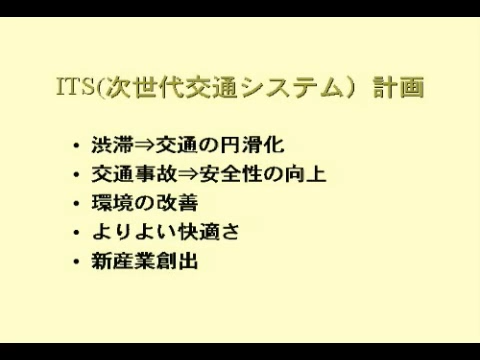 ITS(次世代交通システム）計画
・ 渋滞⇒交通の円滑化
・ 交通事故⇒安全性の向上
・ 環境の改善
・ よりよい快適さ
・ 新産業創出